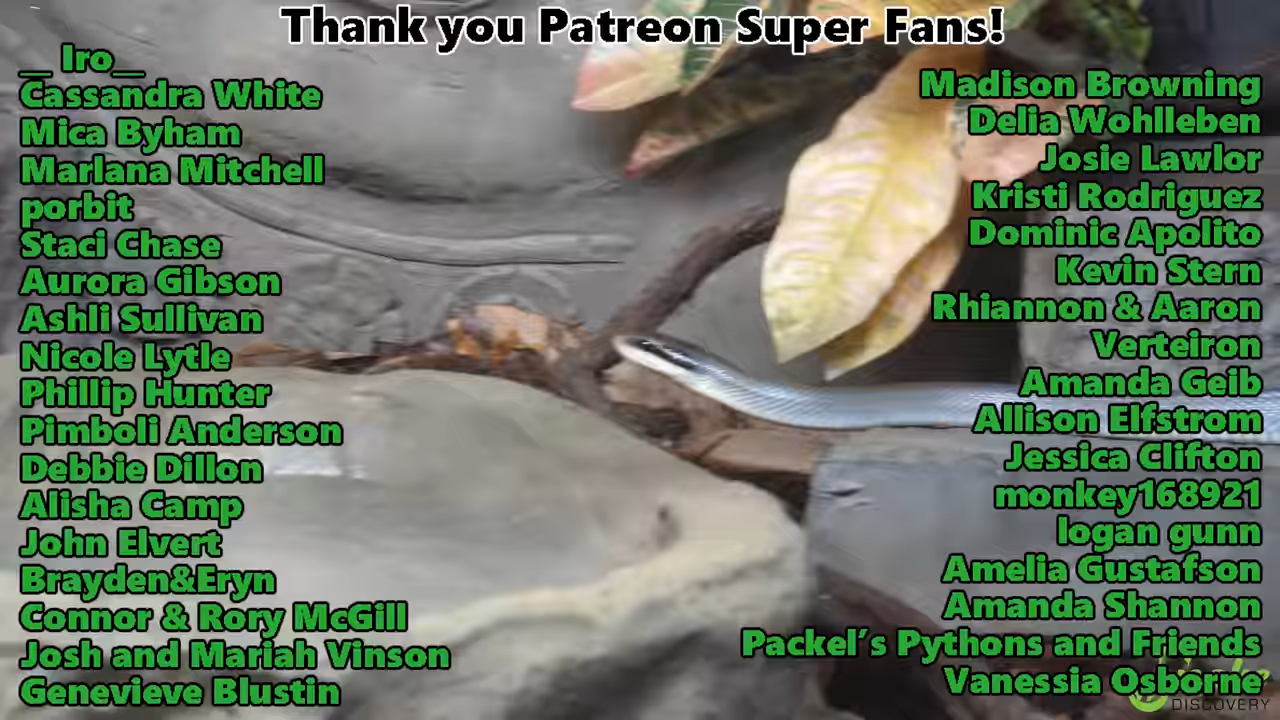 Thank you Patreon Super Fans!
__ Iro__
Cassandra White
Mica Byham
Marlana Mitchell
porbit
Staci Chase
Aurora Gibson
Ashli Sullivan
Nicole Lytle
Phillip Hunter
Pimboli Anderson
Debbie Dillon
Alisha Camp
John Elvert
Brayden&Eryn
Connor & Rory McGill
Josh and Mariah Vinson
Genevieve Blustin
Madison Browning
Delia Wohlleben
Josie Lawlor
Kristi Rodriguez
Dominic Apolito
Kevin Stern
Rhiannon & Aaron
Verteiron
Amanda Geib
Allison Elfstrom
Jessica Clifton
monkey168921
logan gunn
Amelia Gustafson
Amanda Shannon
Packel's Pythons and Friends
Vanessia Osborne
DISCOVERY